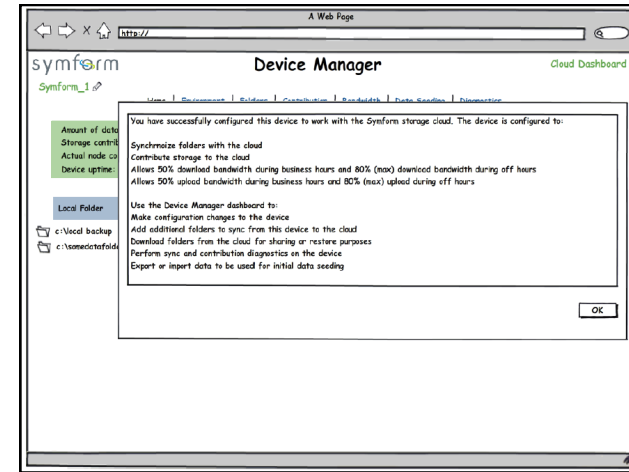 A Web Page
http://
symform
Device Manager
Cloud Dashboard
Symform_1
Home | Environment | Folders | Contribution | Bandwidth | Data Seeding | Diagnostics
Amount of data
Storage contrib
Actual node co
Device uptime:
Local Folder
c:\local backup
c:\somedatafolde
You have successfully configured this device to work with the Symform storage cloud. The device is configured to:
Synchrnoize folders with the cloud
Contribute storage to the cloud
Allows 50% download bandwidth during business hours and 80% (max) download bandwidth during off hours
Allows 50% upload bandwidth during business hours and 80% (max) upload during off hours
Use the Device Manager dashboard to:
Make configuration changes to the device
Add additional folders to sync from this device to the cloud
Download folders from the cloud for sharing or restore purposes
Perform sync and contribution diagnostics on the device
Export or import data to be used for initial data seeding
OK